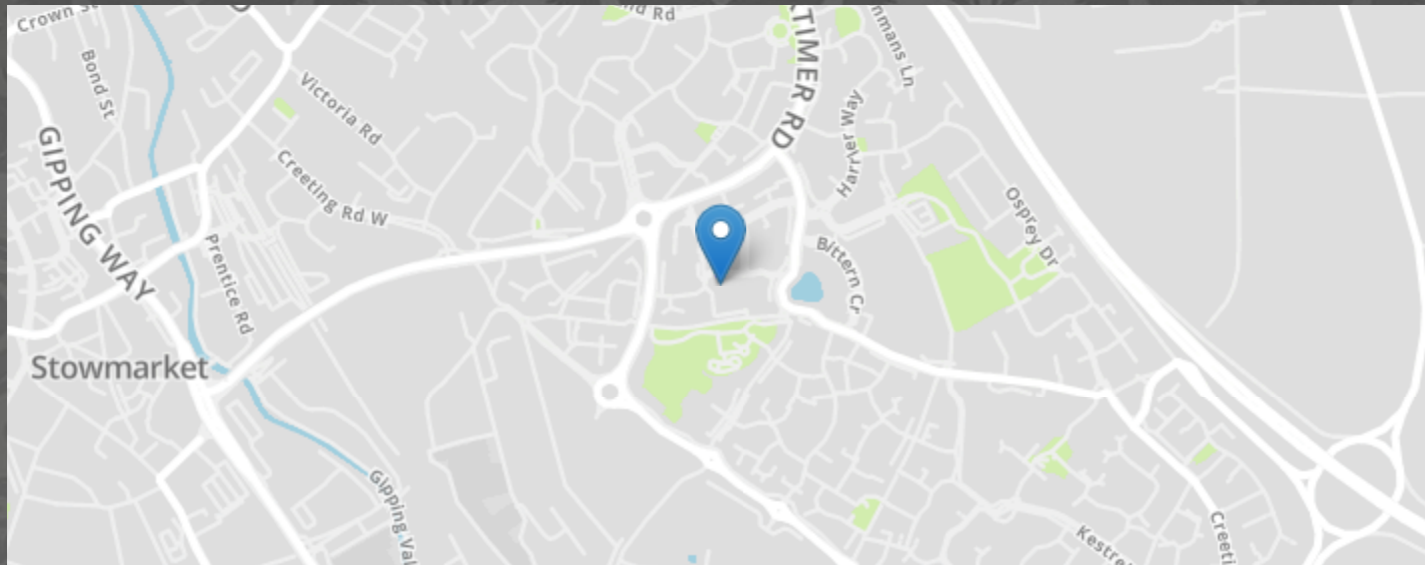 Crown St
nd Rd
TIMER RD
nmans Ln
Bond St
Victoria Rd
Harrier Way
GIPPING WAY
Creeting Rd W
Osprey Dr
Prentice Rd
Bittern Cr
Stowmarket
Gipping Val
Kestrel
Creeti